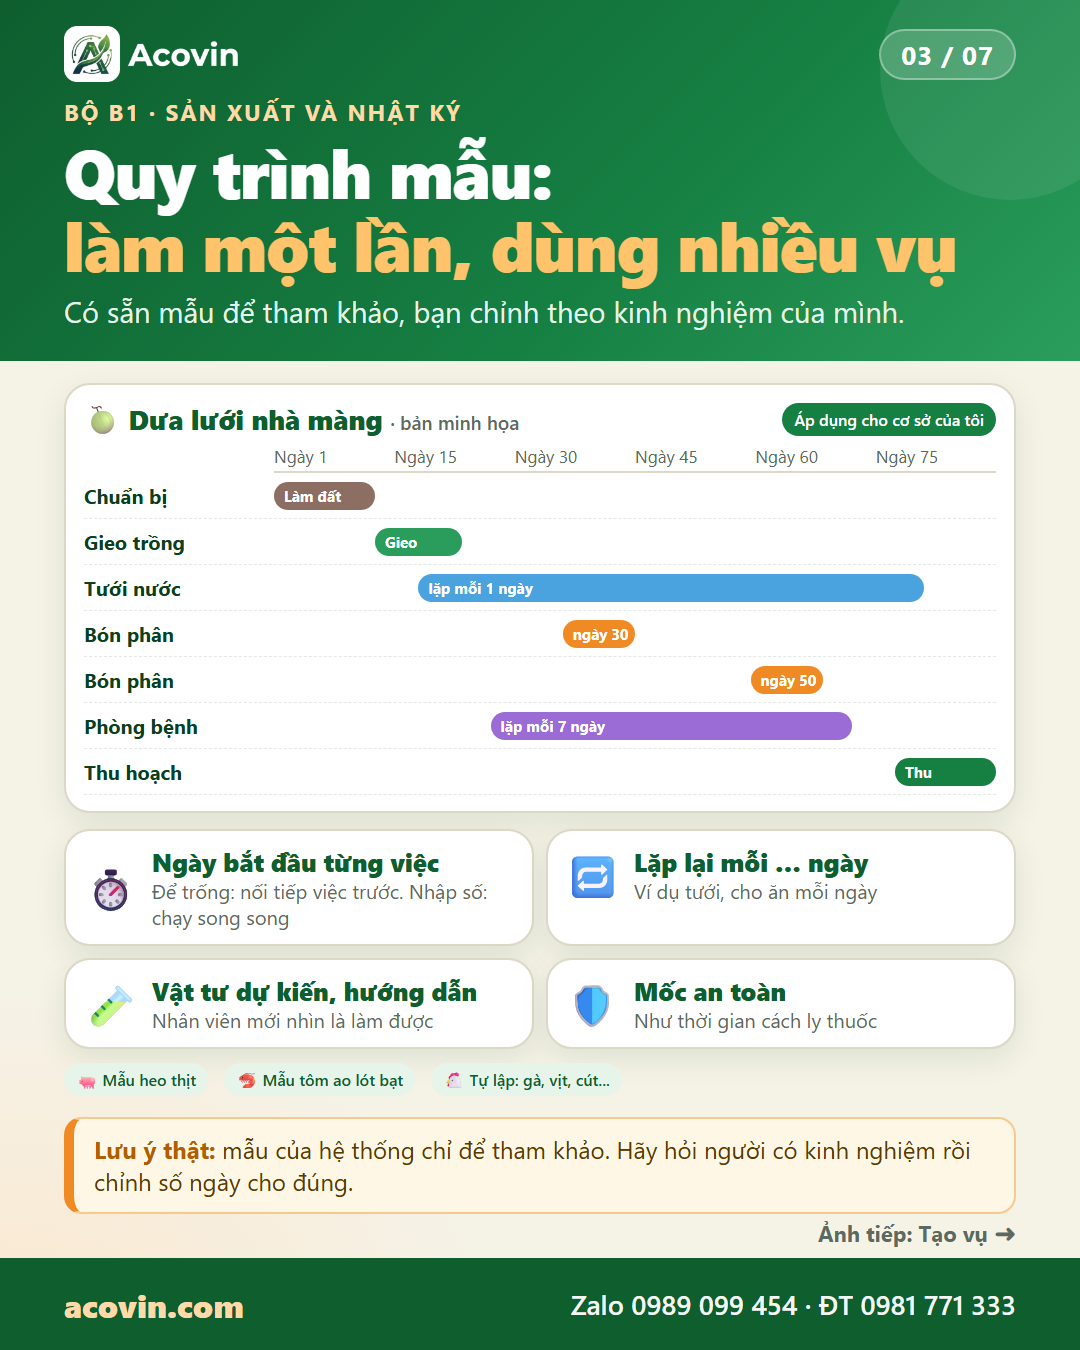 Acovin
03 / 07
BỘ B1 · SẢN XUẤT VÀ NHẬT KÝ
Quy trình mẫu:
làm một lần, dùng nhiều vụ
Có sẵn mẫu để tham khảo, bạn chỉnh theo kinh nghiệm của mình.
Dưa lưới nhà màng · bản minh họa
Áp dụng cho cơ sở của tôi
Ngày 1 Ngày 15 Ngày 30 Ngày 45 Ngày 60 Ngày 75
Chuẩn bị Làm đất
Gieo trồng Gieo
Tưới nước lặp mỗi 1 ngày
Bón phân ngày 30
Bón phân ngày 50
Phòng bệnh lặp mỗi 7 ngày
Thu hoạch Thu
Ngày bắt đầu từng việc
Để trống: nối tiếp việc trước. Nhập số:
chạy song song
Lặp lại mỗi ... ngày
Ví dụ tưới, cho ăn mỗi ngày
Vật tư dự kiến, hướng dẫn
Nhân viên mới nhìn là làm được
Mốc an toàn
Như thời gian cách ly thuốc
Mẫu heo thịt
Mẫu tôm ao lót bạt
Tự lập: gà, vịt, cút...
Lưu ý thật: mẫu của hệ thống chỉ để tham khảo. Hãy hỏi người có kinh nghiệm rồi
chỉnh số ngày cho đúng.
Ảnh tiếp: Tạo vụ →
acovin.com
Zalo 0989 099 454 · ĐT 0981 771 333